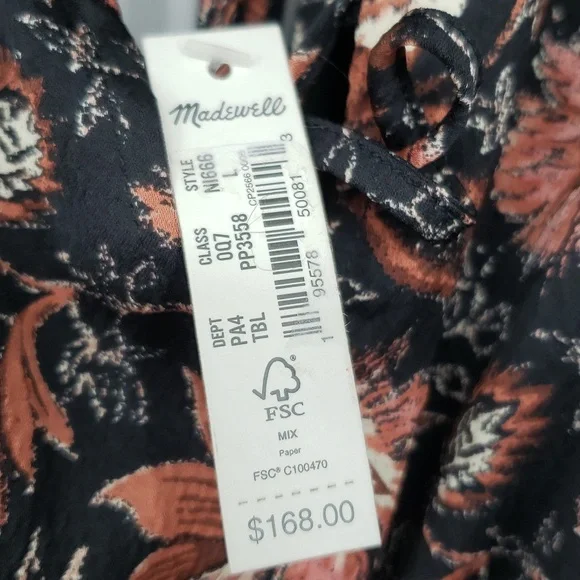 Madewell
STYLE NI666 L
CLASS 0Q7 PP3558
DEPT PA4 TBL
1 95578 50081 3
FSC®
MIX
Paper
FSC® C100470
$168.00